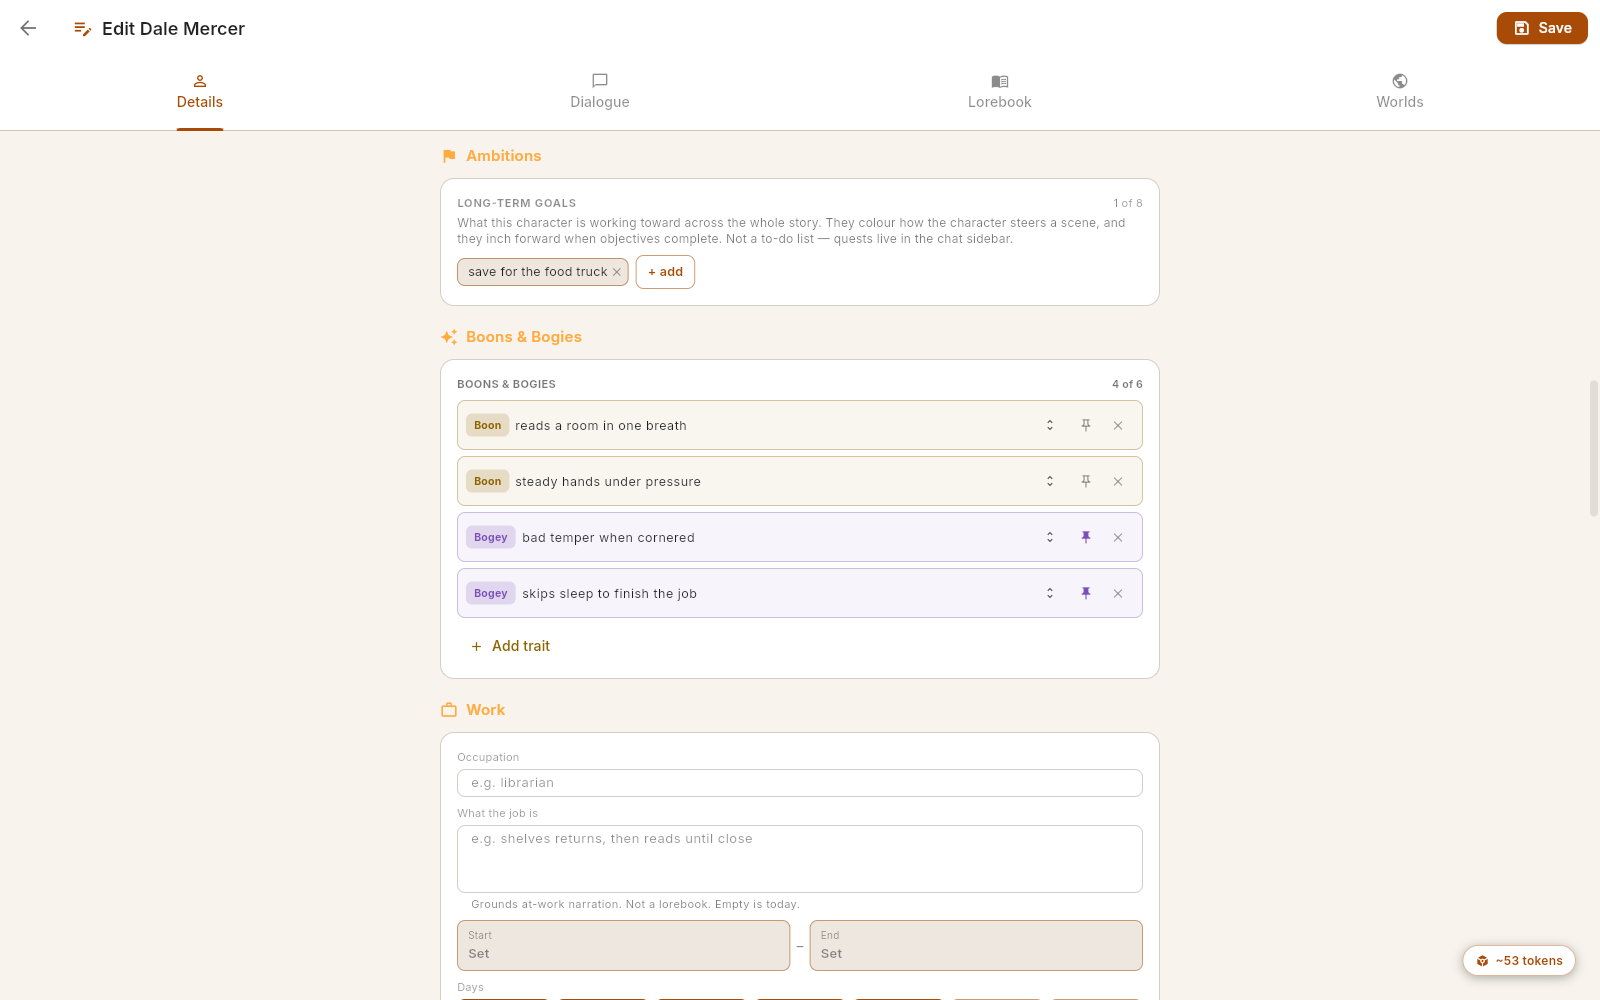 Edit Dale Mercer
Save
Details
Dialogue
Lorebook
Worlds
Ambitions
LONG-TERM GOALS
1 of 8
What this character is working toward across the whole story. They colour how the character steers a scene, and
they inch forward when objectives complete. Not a to-do list — quests live in the chat sidebar.
save for the food truck
+ add
Boons & Bogies
BOONS & BOGIES
4 of 6
Boon reads a room in one breath
Boon steady hands under pressure
Bogey bad temper when cornered
Bogey skips sleep to finish the job
+ Add trait
Work
Occupation
e.g. librarian
What the job is
e.g. shelves returns, then reads until close
Grounds at-work narration. Not a lorebook. Empty is today.
Start
Set
–
End
Set
~53 tokens
Days